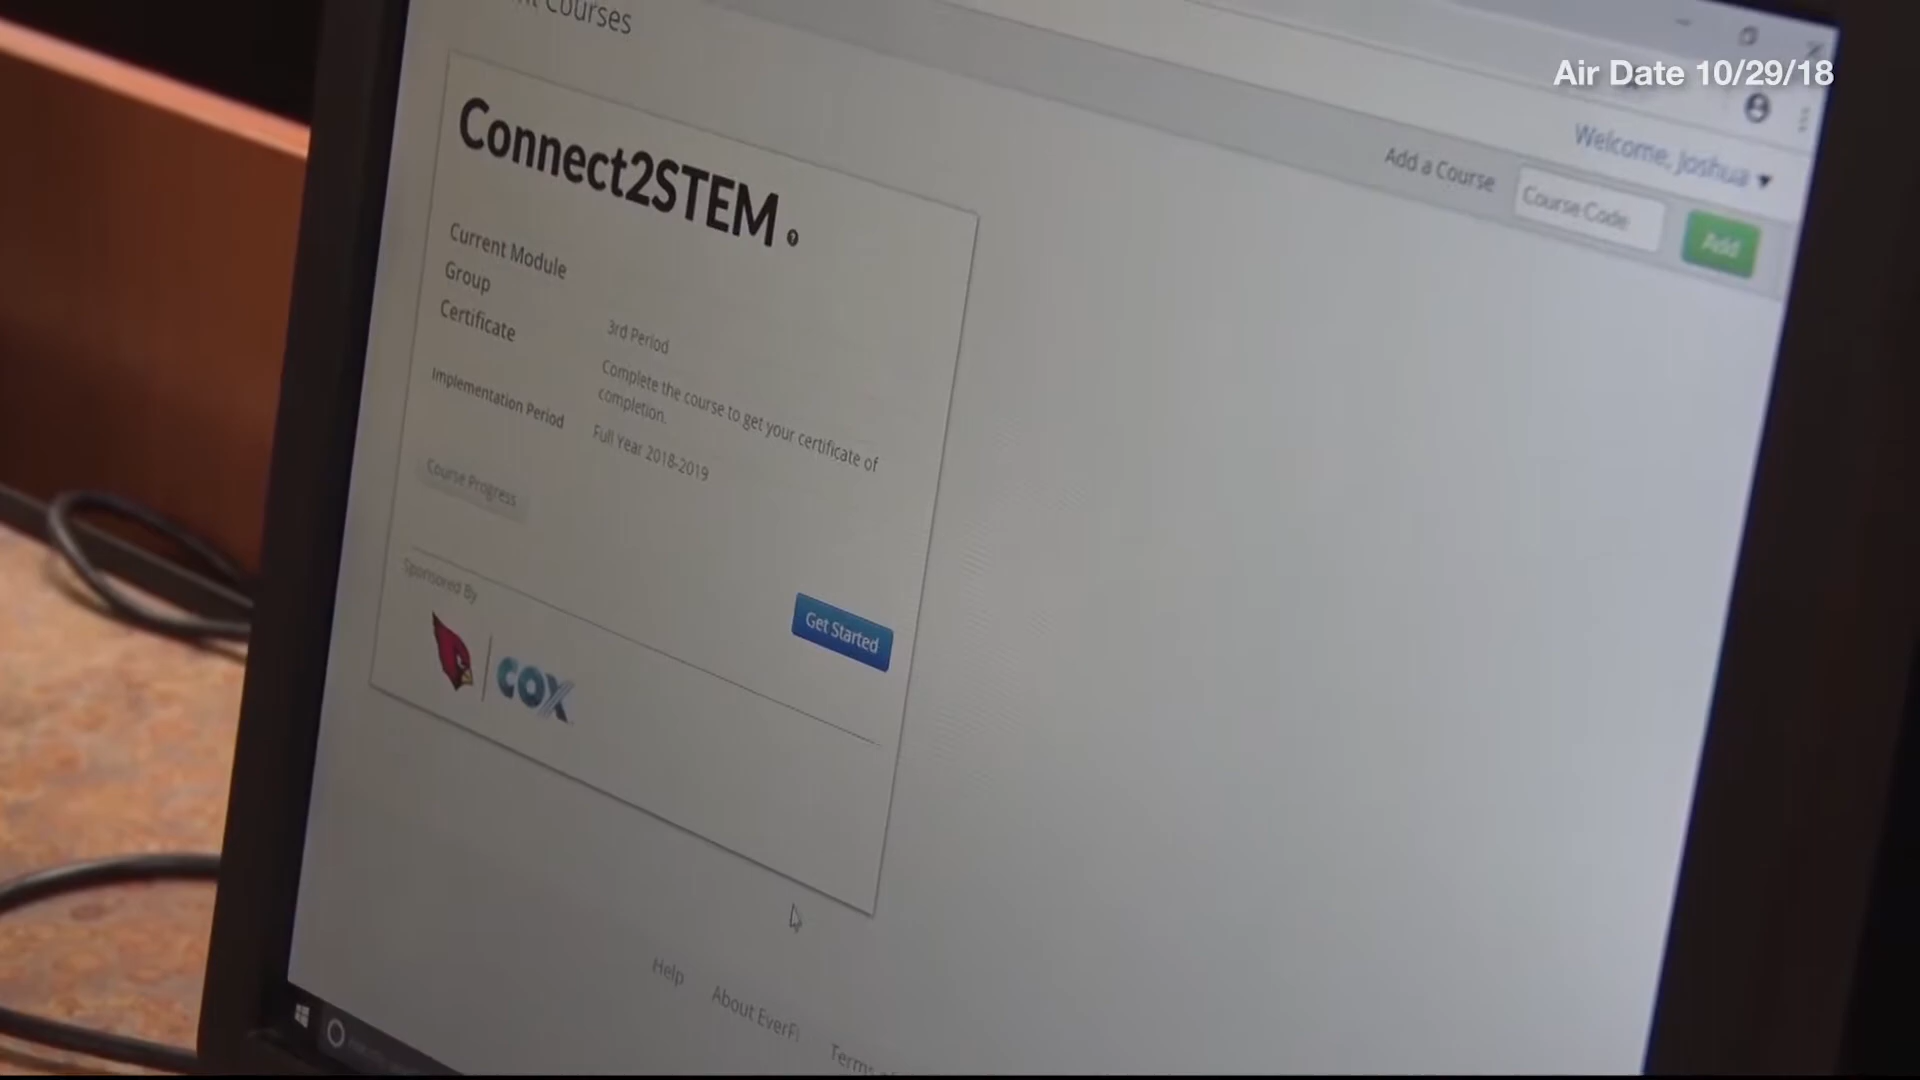 Courses
Air Date 10/29/18
Welcome, Joshua
Add a Course
Course Code
Add
Connect2STEM
Current Module
Group
3rd Period
Certificate
Complete the course to get your certificate of
completion.
Implementation Period
Full Year 2018-2019
Course Progress
Get Started
Sponsored By
COX
Help
About EverFi
Terms